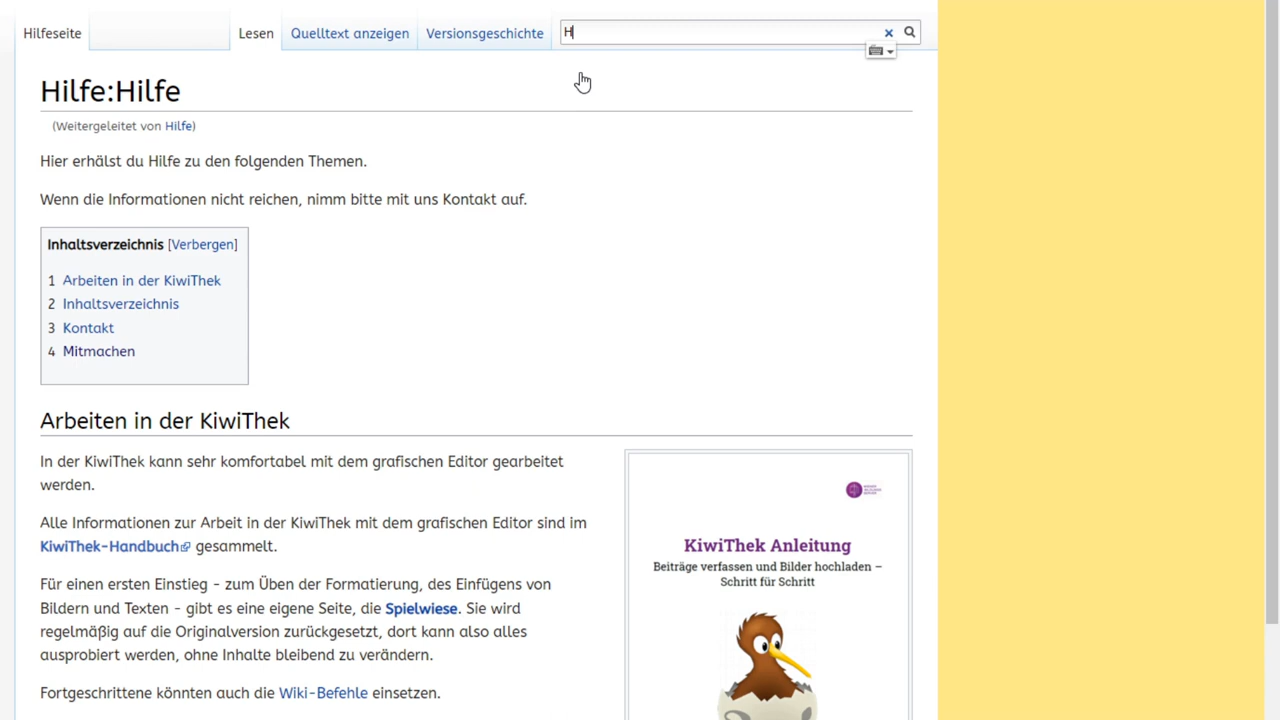 Hilfeseite
Lesen
Quelltext anzeigen
Versionsgeschichte
H
Hilfe:Hilfe
(Weitergeleitet von Hilfe)
Hier erhälst du Hilfe zu den folgenden Themen.
Wenn die Informationen nicht reichen, nimm bitte mit uns Kontakt auf.
Inhaltsverzeichnis [Verbergen]
1 Arbeiten in der KiwiThek
2 Inhaltsverzeichnis
3 Kontakt
4 Mitmachen
Arbeiten in der KiwiThek
In der KiwiThek kann sehr komfortabel mit dem grafischen Editor gearbeitet
werden.
Alle Informationen zur Arbeit in der KiwiThek mit dem grafischen Editor sind im
KiwiThek-Handbuch gesammelt.
Für einen ersten Einstieg - zum Üben der Formatierung, des Einfügens von
Bildern und Texten - gibt es eine eigene Seite, die Spielwiese. Sie wird
regelmäßig auf die Originalversion zurückgesetzt, dort kann also alles
ausprobiert werden, ohne Inhalte bleibend zu verändern.
Fortgeschrittene könnten auch die Wiki-Befehle einsetzen.
KiwiThek Anleitung
Beiträge verfassen und Bilder hochladen –
Schritt für Schritt